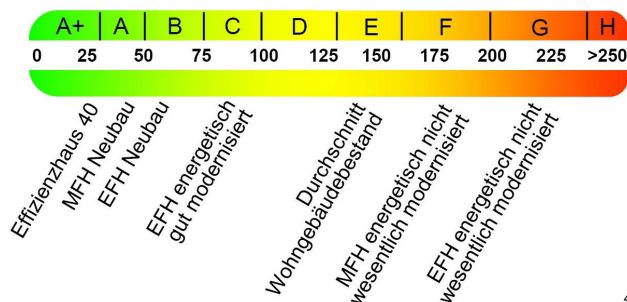 A+ A B C D E F G H
0 25 50 75 100 125 150 175 200 225 >250
Effizienzhaus 40
MFH Neubau
EFH Neubau
EFH energetisch
gut modernisiert
Durchschnitt
Wohngebäudebestand
MFH energetisch nicht
wesentlich modernisiert
EFH energetisch nicht
wesentlich modernisiert